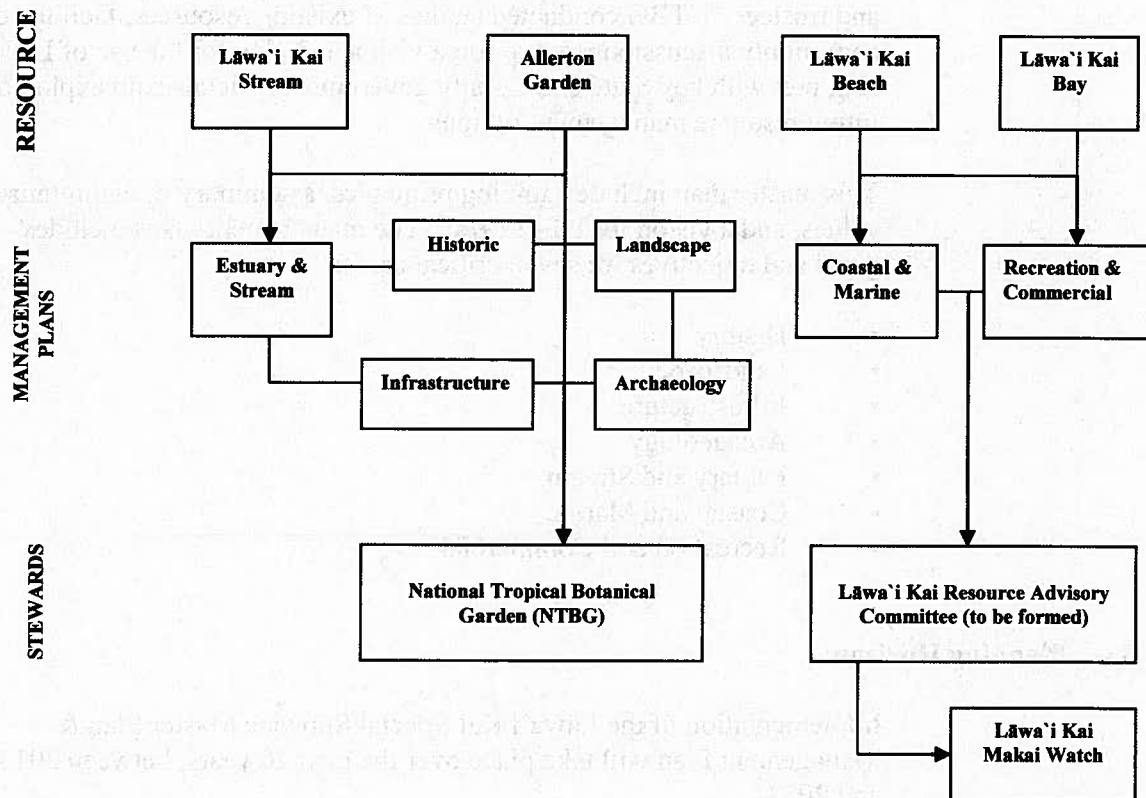 RESOURCE
Lāwa`i Kai
Stream
Allerton
Garden
Lāwa`i Kai
Beach
Lāwa`i Kai
Bay
MANAGEMENT
PLANS
Estuary &
Stream
Historic
Landscape
Coastal &
Marine
Recreation &
Commercial
Infrastructure
Archaeology
STEWARDS
National Tropical Botanical
Garden (NTBG)
Lāwa`i Kai Resource Advisory
Committee (to be formed)
Lāwa`i Kai
Makai Watch